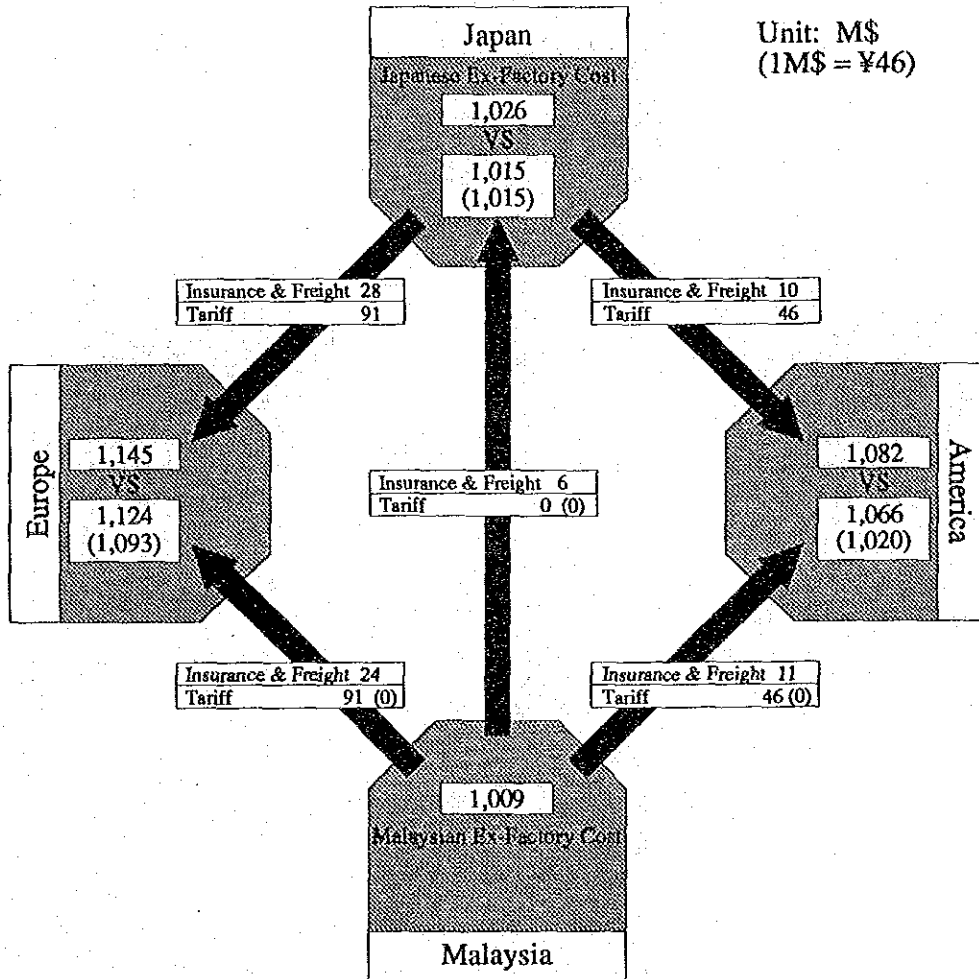 Unit: M$
(1M$ = ¥46)
Japan
Japanese Ex-Factory Cost
1,026
VS
1,015
(1,015)
Insurance & Freight 28
Tariff 91
Insurance & Freight 10
Tariff 46
Europe
1,145
VS
1,124
(1,093)
Insurance & Freight 6
Tariff 0 (0)
America
1,082
VS
1,066
(1,020)
Insurance & Freight 24
Tariff 91 (0)
Insurance & Freight 11
Tariff 46 (0)
1,009
Malaysian Ex-Factory Cost
Malaysia